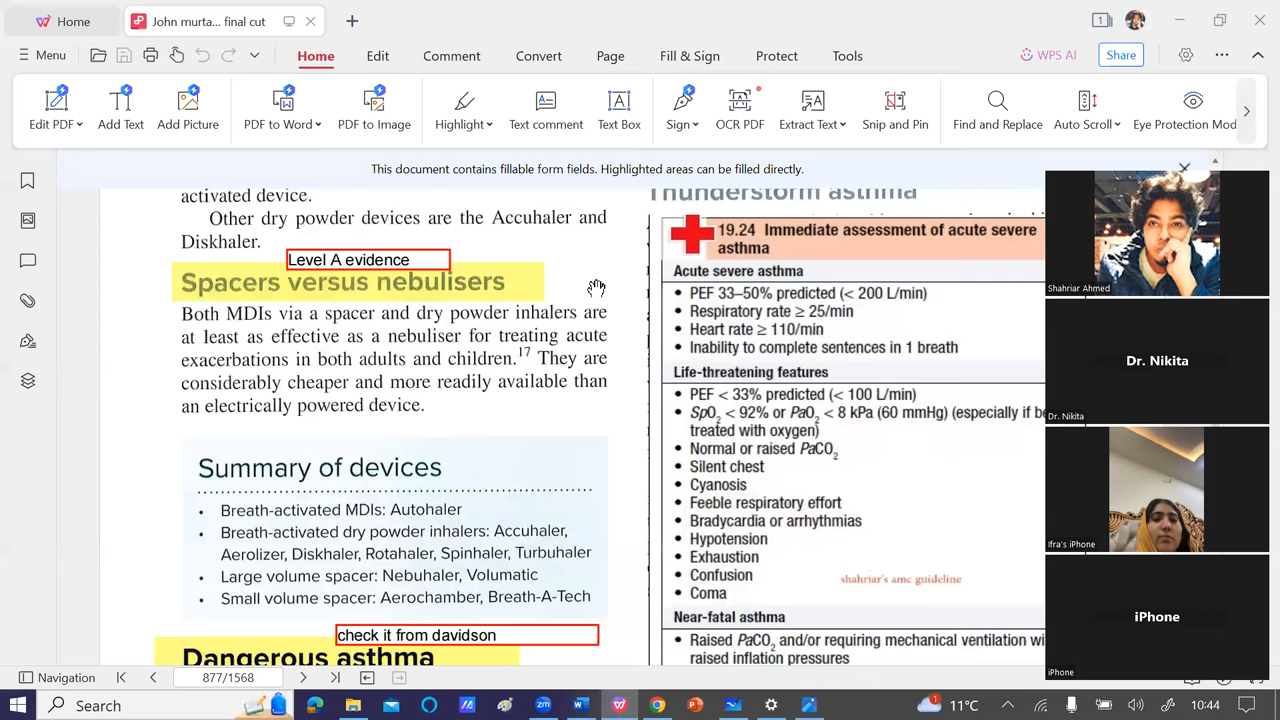 Home
John murta... final cut
1
Menu
Home
Edit
Comment
Convert
Page
Fill & Sign
Protect
Tools
WPS AI
Share
Edit PDF
Add Text
Add Picture
PDF to Word
PDF to Image
Highlight
Text comment
Text Box
Sign
OCR PDF
Extract Text
Snip and Pin
Find and Replace
Auto Scroll
Eye Protection Mod
This document contains fillable form fields. Highlighted areas can be filled directly.
activated device.
Other dry powder devices are the Accuhaler and
Diskhaler.
Level A evidence
Spacers versus nebulisers
Both MDIs via a spacer and dry powder inhalers are
at least as effective as a nebuliser for treating acute
exacerbations in both adults and children.17 They are
considerably cheaper and more readily available than
an electrically powered device.
Summary of devices
• Breath-activated MDIs: Autohaler
• Breath-activated dry powder inhalers: Accuhaler,
Aerolizer, Diskhaler, Rotahaler, Spinhaler, Turbuhaler
• Large volume spacer: Nebuhaler, Volumatic
• Small volume spacer: Aerochamber, Breath-A-Tech
check it from davidson
Dangerous asthma
Thunderstorm asthma
19.24 Immediate assessment of acute severe
asthma
Acute severe asthma
• PEF 33–50% predicted (< 200 L/min)
• Respiratory rate ≥ 25/min
• Heart rate ≥ 110/min
• Inability to complete sentences in 1 breath
Life-threatening features
• PEF < 33% predicted (< 100 L/min)
• SpO2 < 92% or PaO2 < 8 kPa (60 mmHg) (especially if be
treated with oxygen)
• Normal or raised PaCO2
• Silent chest
• Cyanosis
• Feeble respiratory effort
• Bradycardia or arrhythmias
• Hypotension
• Exhaustion
• Confusion
• Coma
shahriar's amc guideline
Near-fatal asthma
• Raised PaCO2 and/or requiring mechanical ventilation wi
raised inflation pressures
Shahriar Ahmed
Dr. Nikita
Dr. Nikita
Ifra's iPhone
iPhone
iPhone
Navigation
877/1568
Search
zm
1
11°C
10:44